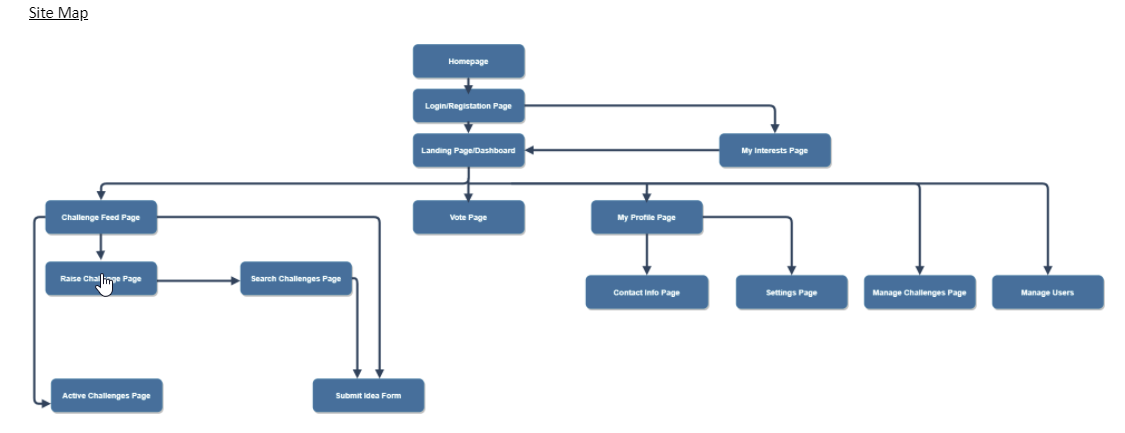 Site Map
Homepage
Login/Registation Page
Landing Page/Dashboard
My Interests Page
Challenge Feed Page
Vote Page
My Profile Page
Raise Challenge Page
Search Challenges Page
Contact Info Page
Settings Page
Manage Challenges Page
Manage Users
Active Challenges Page
Submit Idea Form